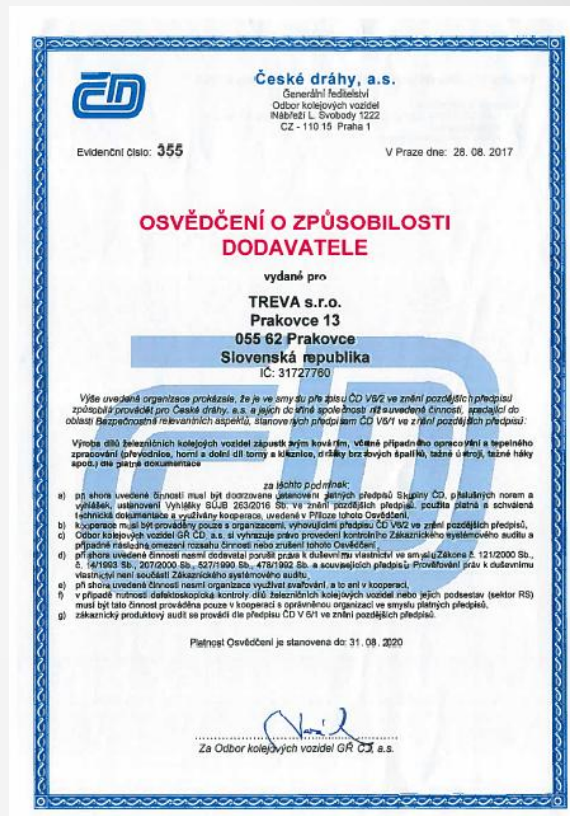 ČD
České dráhy, a.s.
Generální ředitelství
Odbor kolejových vozidel
Nábřeží L. Svobody 1222
CZ - 110 15 Praha 1
Evidenční číslo: 355
V Praze dne: 28. 08. 2017
OSVĚDČENÍ O ZPŮSOBILOSTI
DODAVATELE
vydané pro
TREVA s.r.o.
Prakovce 13
055 62 Prakovce
Slovenská republika
IČ: 31727760
Výše uvedená organizace prokázala, že je ve smyslu předpisu ČD V6/2 ve znění pozdějších předpisů
způsobilá provádět pro České dráhy, a.s. a jejich dceřiné společnosti níže uvedené činnosti, spadající do
oblasti Bezpečnostně relevantních aspektů, stanovených předpisem ČD V6/1 ve znění pozdějších předpisů:
Výroba dílů železničních kolejových vozidel zápustkovým kovářím, včetně případného opracování a tepelného
zpracování (převodnice, horní a dolní díl torny a kluznice, držáky brzdových špalíků, tažné ústrojí, tažné háky
apod.) dle platné dokumentace
za těchto podmínek:
a) při shora uvedené činnosti musí být dodržována ustanovení platných předpisů Skupiny ČD, příslušných norem a
vyhlášek, ustanovení Vyhlášky SÚJB 263/2016 Sb. ve znění pozdějších předpisů, použita platná a schválená
technická dokumentace a využívány kooperace, uvedené v Příloze tohoto Osvědčení,
b) kooperace musí být prováděny pouze s organizacemi, vyhovujícími předpisu ČD V6/2 ve znění pozdějších předpisů,
c) Odbor kolejových vozidel GŘ ČD, a.s. si vyhrazuje právo provedení kontrolního Zákaznického systémového auditu a
případné následné omezení rozsahu činnosti nebo zrušení tohoto Osvědčení,
d) při shora uvedené činnosti nesmí dodavatel porušit práva k duševnímu vlastnictví ve smyslu Zákona č. 121/2000 Sb.,
č. 14/1993 Sb., 207/2000 Sb., 527/1990 Sb., 478/1992 Sb. a souvisejících předpisů. Prověřování práv k duševnímu
vlastnictví není součástí Zákaznického systémového auditu,
e) při shora uvedené činnosti nesmí organizace využívat svařování, a to ani v kooperaci,
f) v případě nutnosti defektoskopické kontroly dílů železničních kolejových vozidel nebo jejich podsestav (sektor RS)
musí být tato činnost prováděna pouze v kooperaci s oprávněnou organizací ve smyslu platných předpisů,
g) zákaznický produktový audit se provádí dle předpisu ČD V 6/1 ve znění pozdějších předpisů.
Platnost Osvědčení je stanovena do: 31. 08. 2020
Za Odbor kolejových vozidel GŘ ČD, a.s.